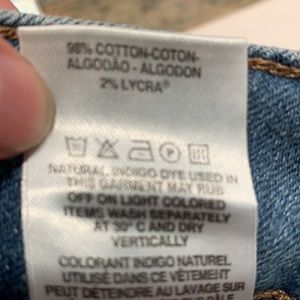 98% COTTON-COTON-
ALGODÃO - ALGODON
2% LYCRA®
P
NATURAL INDIGO DYE USED IN
THIS GARMENT MAY RUB
OFF ON LIGHT COLORED
ITEMS WASH SEPARATELY
AT 30° C AND DRY
VERTICALLY
COLORANT INDIGO NATUREL
UTILISÉ DANS CE VÊTEMENT
PEUT DÉTEINDRE AU LAVAGE SUR